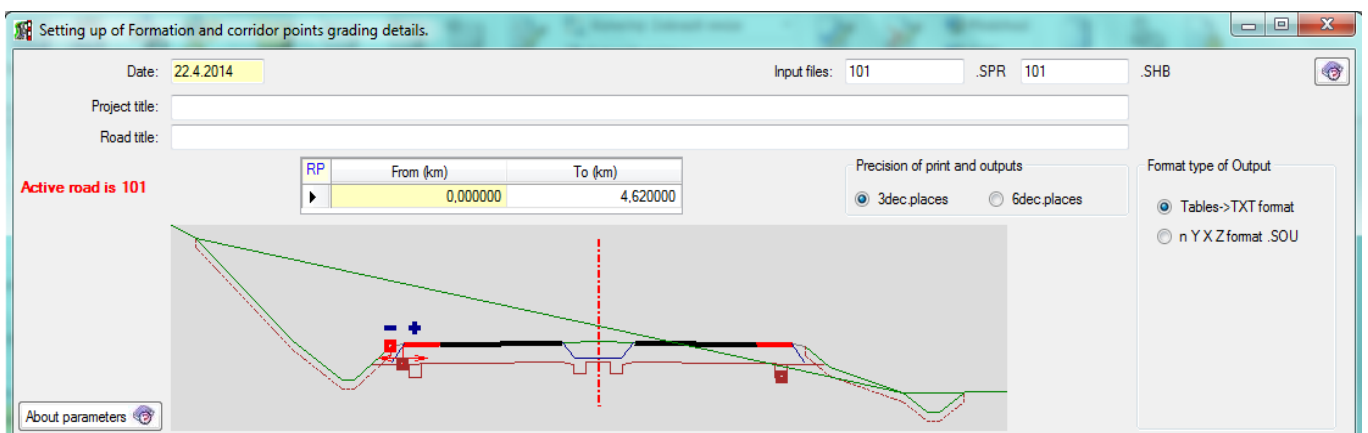 Setting up of Formation and corridor points grading details.
Date: 22.4.2014 Input files: 101 .SPR 101 .SHB
Project title:
Road title:
Active road is 101
RP From (km) To (km)
0,000000 4,620000
Precision of print and outputs
3dec.places 6dec.places
Format type of Output
Tables->TXT format
n Y X Z format .SOU
- +
About parameters